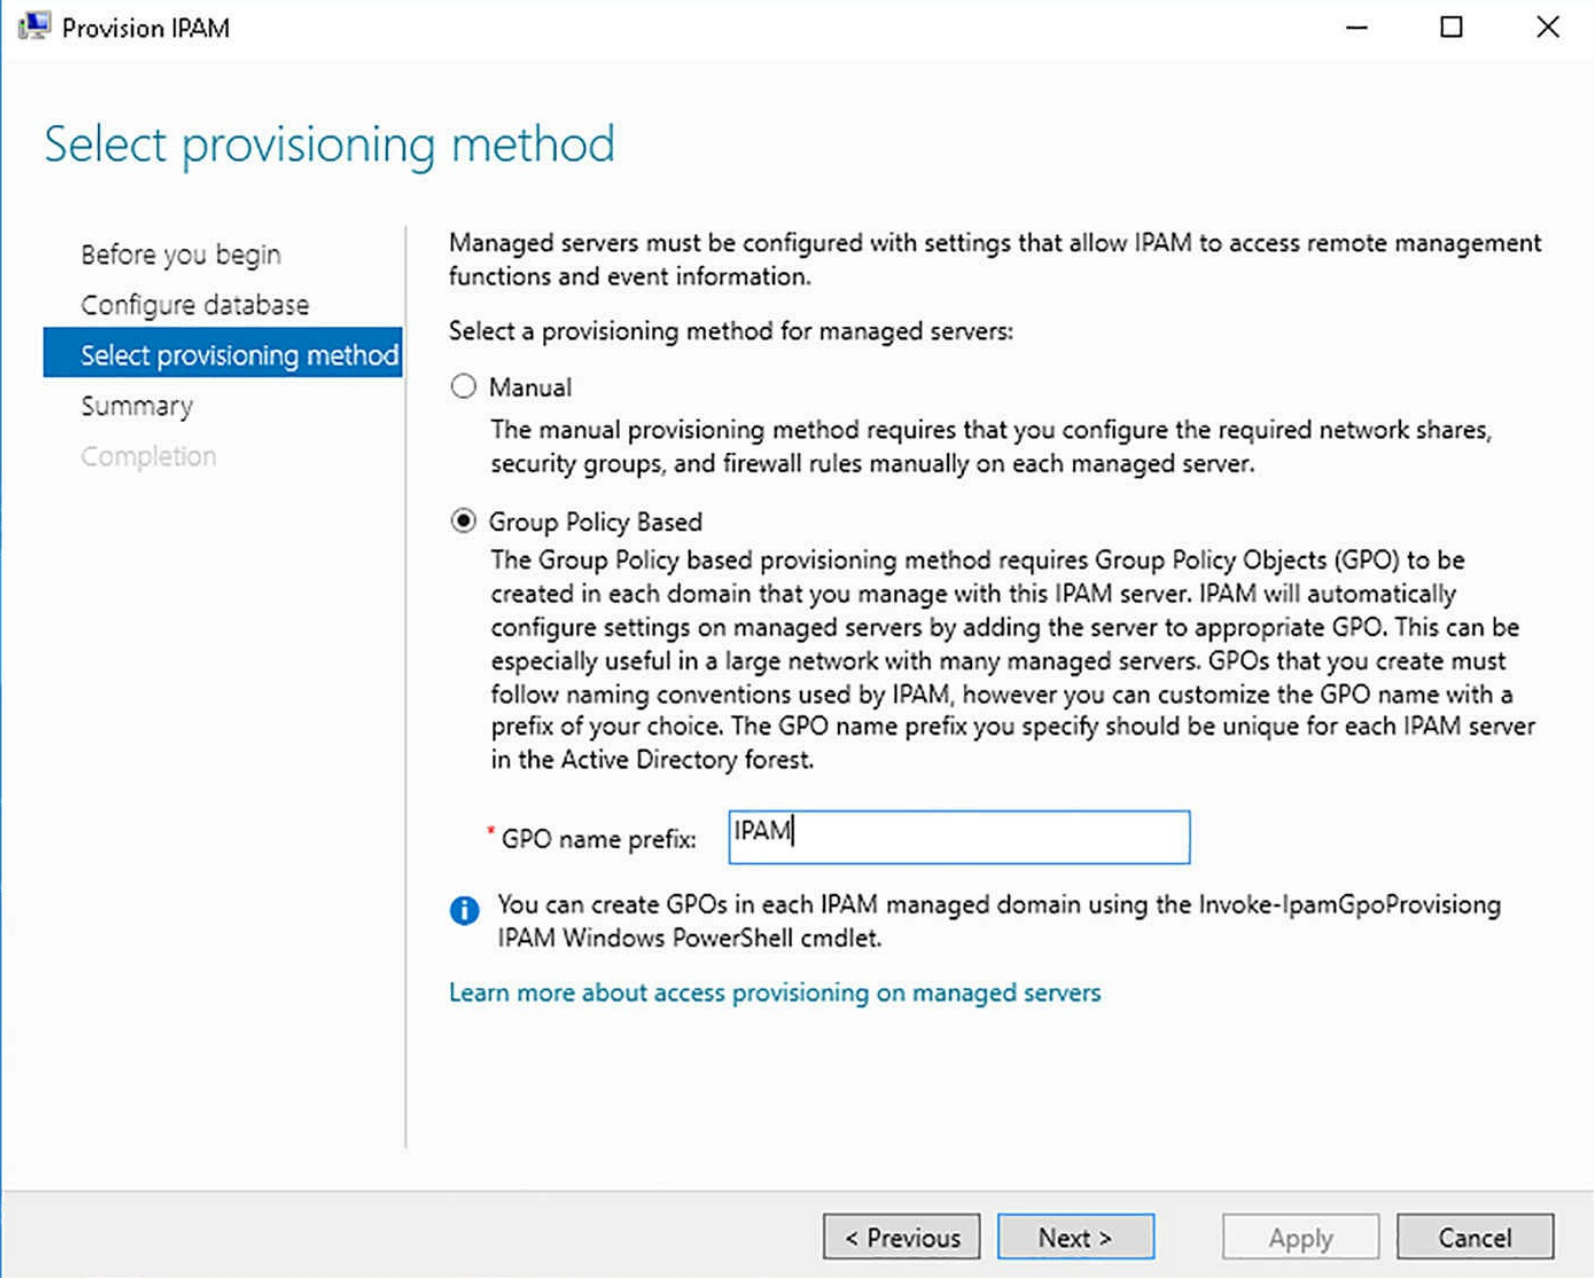 Provision IPAM
Select provisioning method
Before you begin
Configure database
Select provisioning method
Summary
Completion
Managed servers must be configured with settings that allow IPAM to access remote management
functions and event information.
Select a provisioning method for managed servers:
Manual
The manual provisioning method requires that you configure the required network shares,
security groups, and firewall rules manually on each managed server.
Group Policy Based
The Group Policy based provisioning method requires Group Policy Objects (GPO) to be
created in each domain that you manage with this IPAM server. IPAM will automatically
configure settings on managed servers by adding the server to appropriate GPO. This can be
especially useful in a large network with many managed servers. GPOs that you create must
follow naming conventions used by IPAM, however you can customize the GPO name with a
prefix of your choice. The GPO name prefix you specify should be unique for each IPAM server
in the Active Directory forest.
* GPO name prefix: IPAM
You can create GPOs in each IPAM managed domain using the Invoke-IpamGpoProvisiong
IPAM Windows PowerShell cmdlet.
Learn more about access provisioning on managed servers
< Previous
Next >
Apply
Cancel